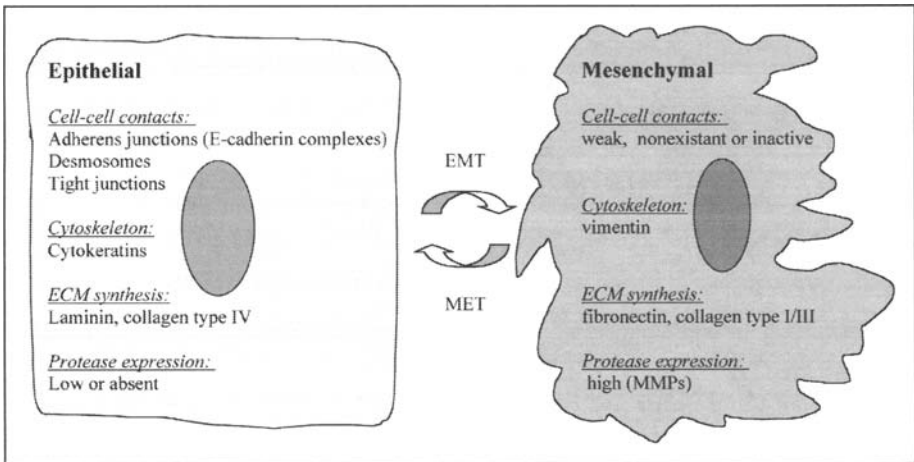 Epithelial
Cell-cell contacts:
Adherens junctions (E-cadherin complexes)
Desmosomes
Tight junctions
Cytoskeleton:
Cytokeratins
ECM synthesis:
Laminin, collagen type IV
Protease expression:
Low or absent
EMT
MET
Mesenchymal
Cell-cell contacts:
weak, nonexistant or inactive
Cytoskeleton:
vimentin
ECM synthesis:
fibronectin, collagen type I/III
Protease expression:
high (MMPs)